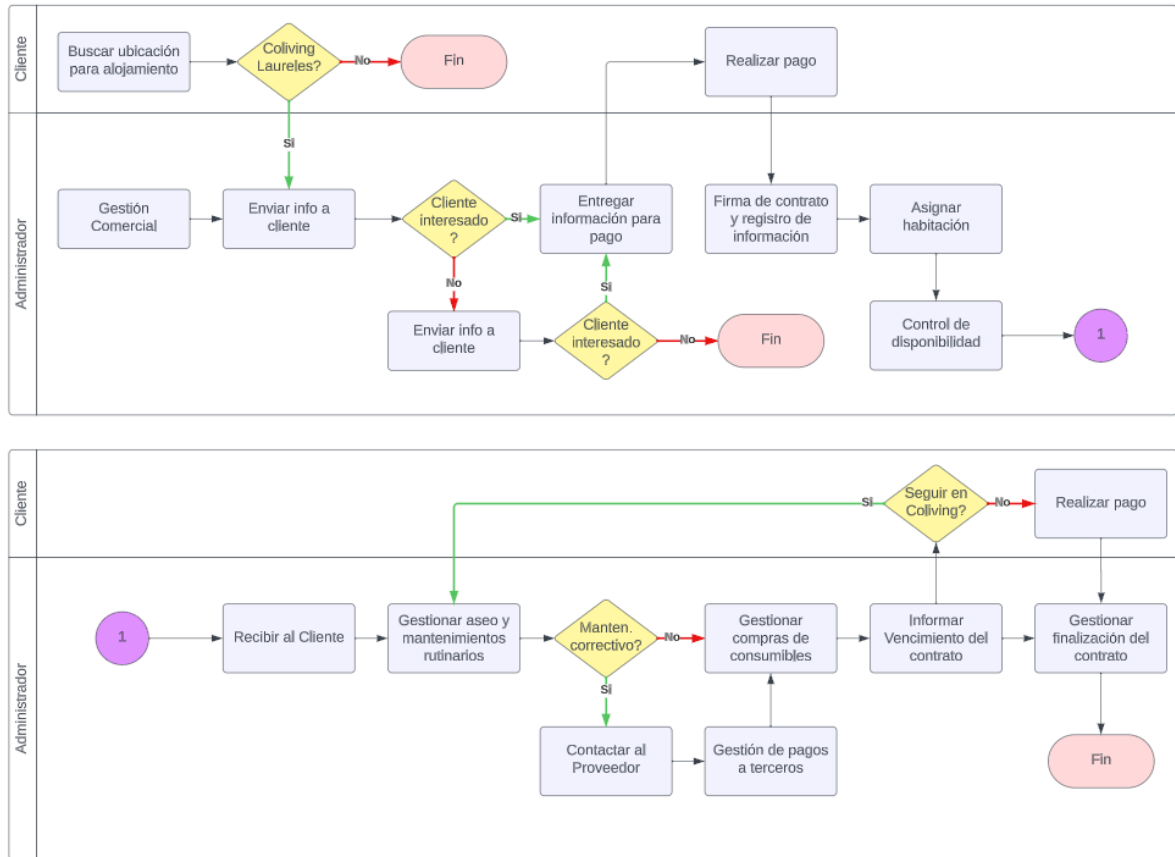 Cliente
Buscar ubicación
para alojamiento
Coliving
Laureles?
No
Fin
Realizar pago
Si
Administrador
Gestión
Comercial
Enviar info a
cliente
Cliente
interesado
?
Si
Entregar
información para
pago
Firma de contrato
y registro de
información
Asignar
habitación
No
Si
Enviar info a
cliente
Cliente
interesado
?
No
Fin
Control de
disponibilidad
1
Cliente
Si
Seguir en
Coliving?
No
Realizar pago
Administrador
1
Recibir al Cliente
Gestionar aseo y
mantenimientos
rutinarios
Manten.
correctivo?
No
Gestionar
compras de
consumibles
Informar
Vencimiento del
contrato
Gestionar
finalización del
contrato
Si
Contactar al
Proveedor
Gestión de pagos
a terceros
Fin